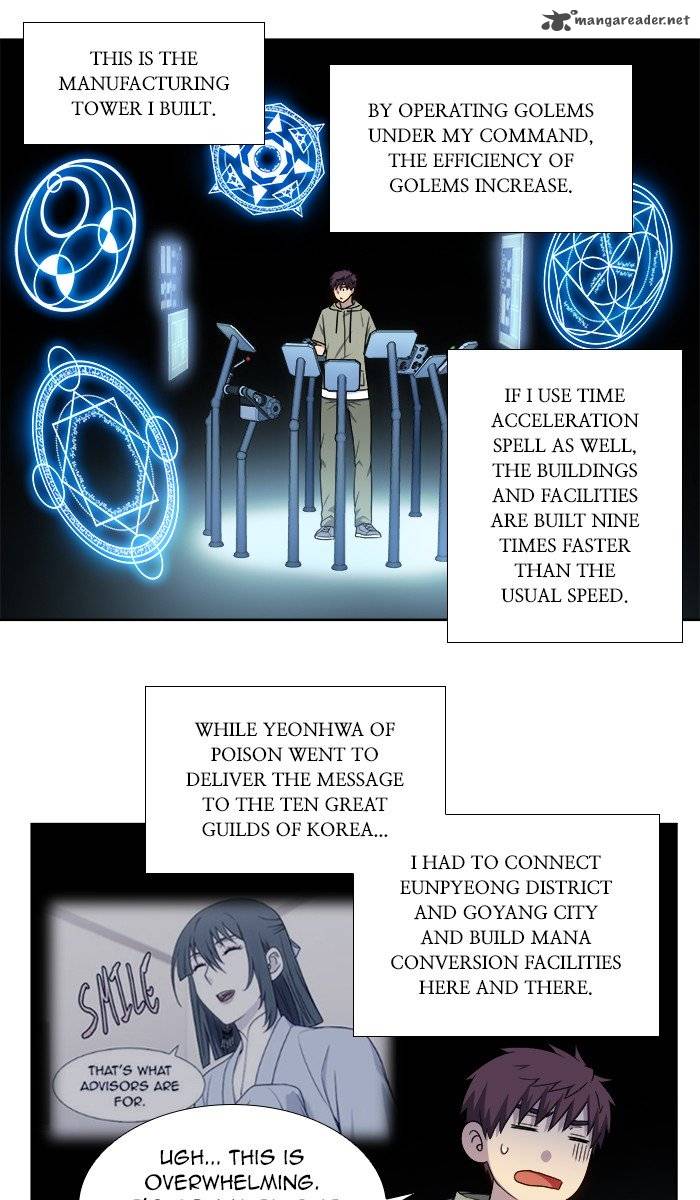 mangareader.net
THIS IS THE
MANUFACTURING
TOWER I BUILT.
BY OPERATING GOLEMS
UNDER MY COMMAND,
THE EFFICIENCY OF
GOLEMS INCREASE.
IF I USE TIME
ACCELERATION
SPELL AS WELL,
THE BUILDINGS
AND FACILITIES
ARE BUILT NINE
TIMES FASTER
THAN THE
USUAL SPEED.
WHILE YEONHWA OF
POISON WENT TO
DELIVER THE MESSAGE
TO THE TEN GREAT
GUILDS OF KOREA...
I HAD TO CONNECT
EUNPYEONG DISTRICT
AND GOYANG CITY
AND BUILD MANA
CONVERSION FACILITIES
HERE AND THERE.
SMILE
THAT'S WHAT
ADVISORS ARE
FOR.
UGH... THIS IS
OVERWHELMING.